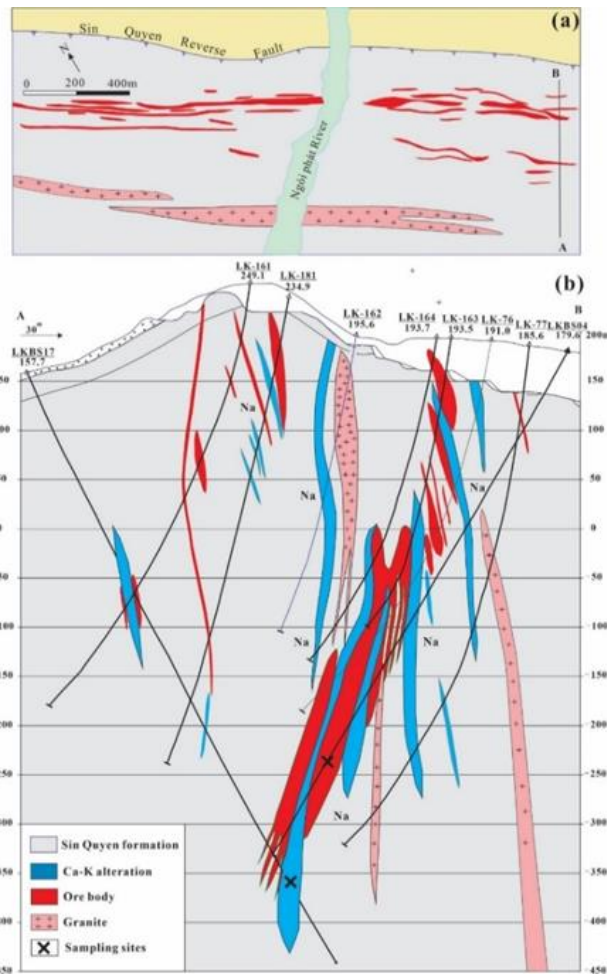 (a)
Sin Quyen Reverse Fault
N
0 200 400m
B
Ngòi phát River
A
(b)
LK-161
249.1
LK-181
234.9
LK-162
195.6
LK-164
193.7
LK-163
193.5
LK-76
191.0
LK-77
185.6
B
LKBS04
179.6
A
30°
LKBS17
157.7
200m
150
150
100
100
50
50
0
0
-50
50
-100
100
-150
150
-200
200
-250
250
-300
300
-350
350
-400
400
-450
450
Na
Na
Na
Na
Na
Na
Sin Quyen formation
Ca-K alteration
Ore body
Granite
Sampling sites